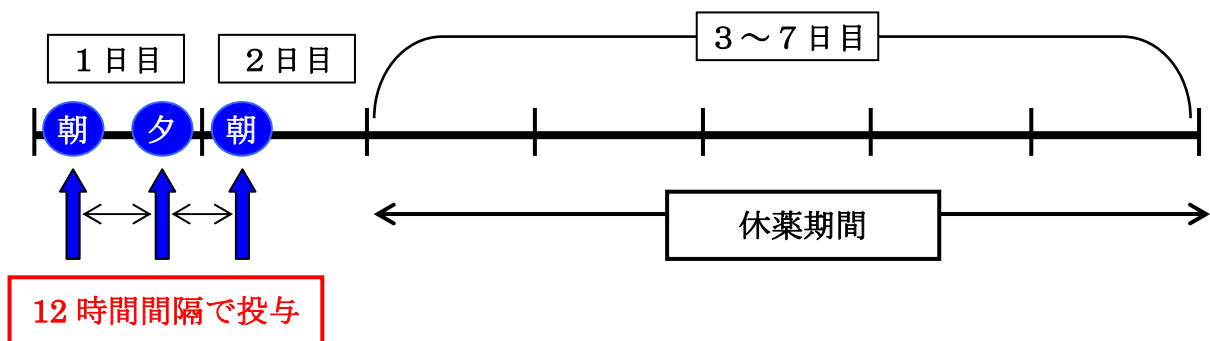 1日目
2日目
3～7日目
朝
夕
朝
休薬期間
12時間間隔で投与